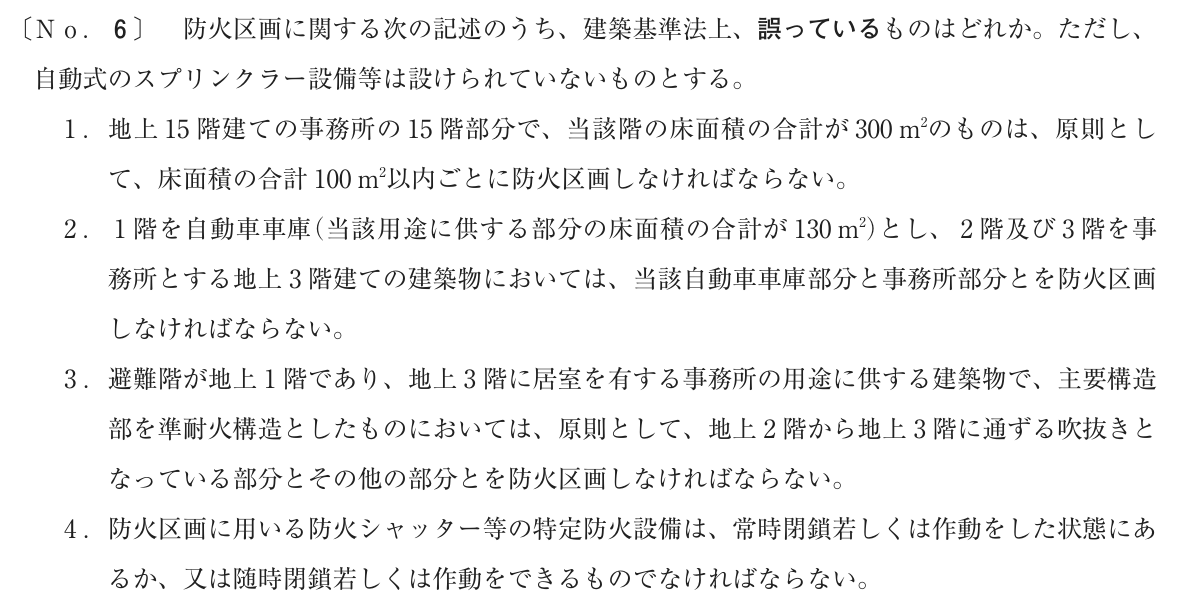 〔Ｎｏ．６〕　防火区画に関する次の記述のうち、建築基準法上、誤っているものはどれか。ただし、
自動式のスプリンクラー設備等は設けられていないものとする。
１．地上 15 階建ての事務所の 15 階部分で、当該階の床面積の合計が 300 m²のものは、原則とし
て、床面積の合計 100 m²以内ごとに防火区画しなければならない。
２．１階を自動車車庫（当該用途に供する部分の床面積の合計が 130 m²）とし、２階及び３階を事
務所とする地上３階建ての建築物においては、当該自動車車庫部分と事務所部分とを防火区画
しなければならない。
３．避難階が地上１階であり、地上３階に居室を有する事務所の用途に供する建築物で、主要構造
部を準耐火構造としたものにおいては、原則として、地上２階から地上３階に通ずる吹抜きと
なっている部分とその他の部分とを防火区画しなければならない。
４．防火区画に用いる防火シャッター等の特定防火設備は、常時閉鎖若しくは作動をした状態にあ
るか、又は随時閉鎖若しくは作動をできるものでなければならない。